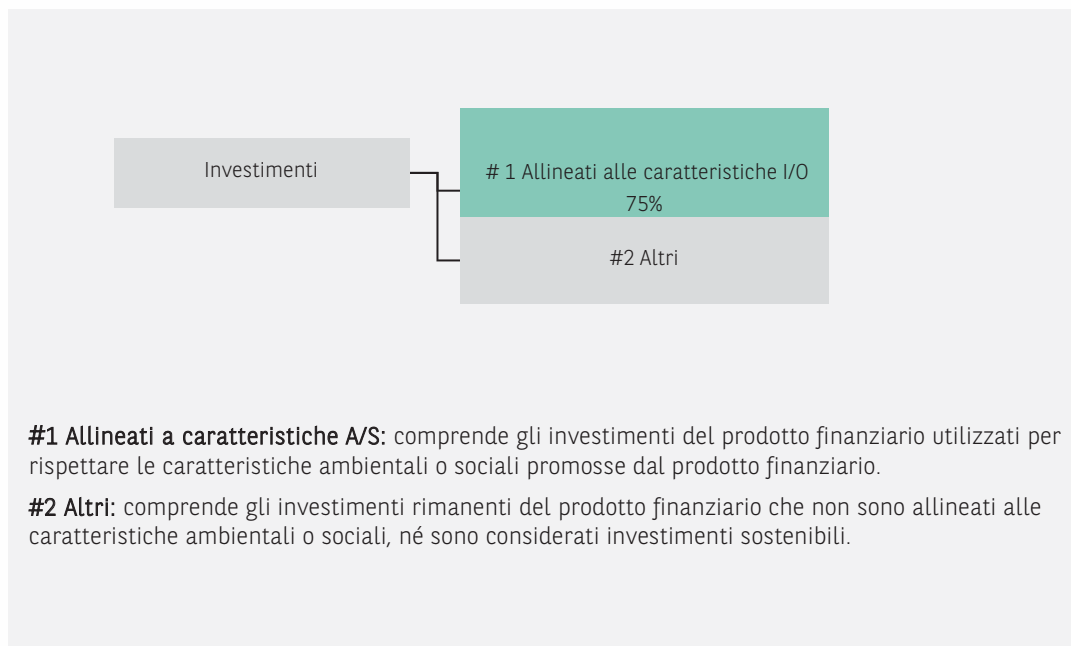 Investimenti
# 1 Allineati alle caratteristiche I/O
75%
#2 Altri
#1 Allineati a caratteristiche A/S: comprende gli investimenti del prodotto finanziario utilizzati per
rispettare le caratteristiche ambientali o sociali promosse dal prodotto finanziario.
#2 Altri: comprende gli investimenti rimanenti del prodotto finanziario che non sono allineati alle
caratteristiche ambientali o sociali, né sono considerati investimenti sostenibili.